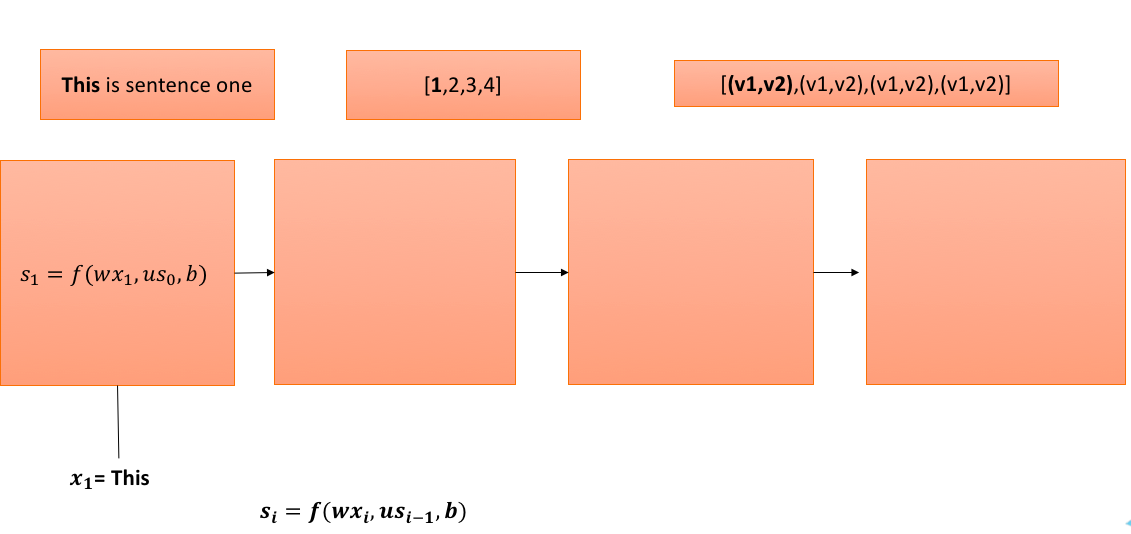 This is sentence one
[1,2,3,4]
[(v1,v2),(v1,v2),(v1,v2),(v1,v2)]
s₁ = f(wx₁, us₀, b)
x₁= This
sᵢ = f(wxᵢ, usᵢ₋₁, b)